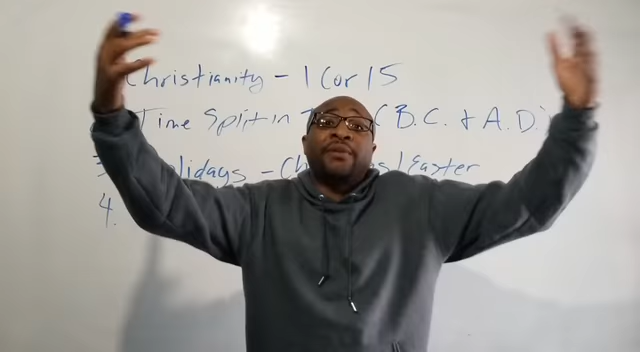 Christianity - 1 Cor 15
Time Split in (B.C. & A.D.)
- /Easter
4.